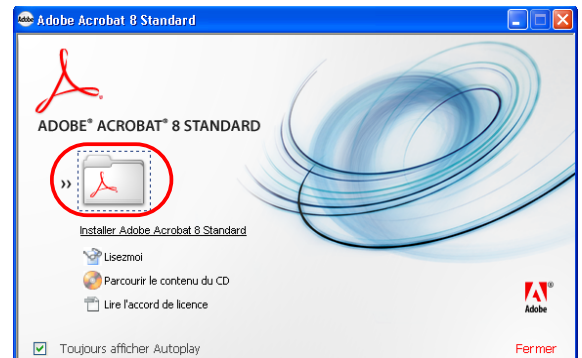 Adobe Adobe Acrobat 8 Standard
ADOBE® ACROBAT® 8 STANDARD
››
Installer Adobe Acrobat 8 Standard
Lisezmoi
Parcourir le contenu du CD
Lire l'accord de licence
®
Adobe
Toujours afficher Autoplay
Fermer